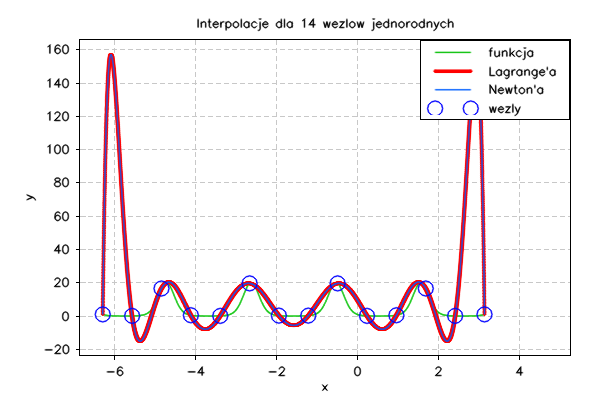 Interpolacje dla 14 wezlow jednorodnych
funkcja
Lagrange'a
Newton'a
wezly
160
140
120
100
80
60
40
20
0
−20
y
−6 −4 −2 0 2 4
x